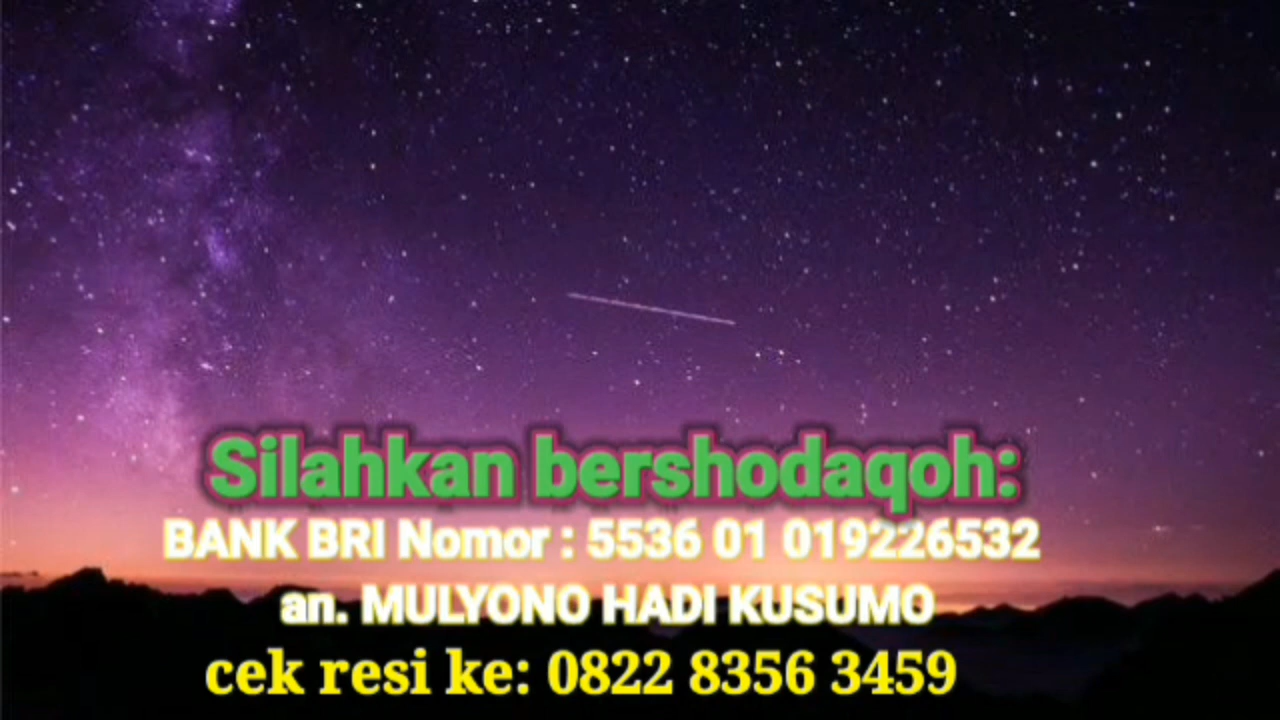 Silahkan bershodaqoh:
BANK BRI Nomor : 5536 01 019226532
an. MULYONO HADI KUSUMO
cek resi ke: 0822 8356 3459